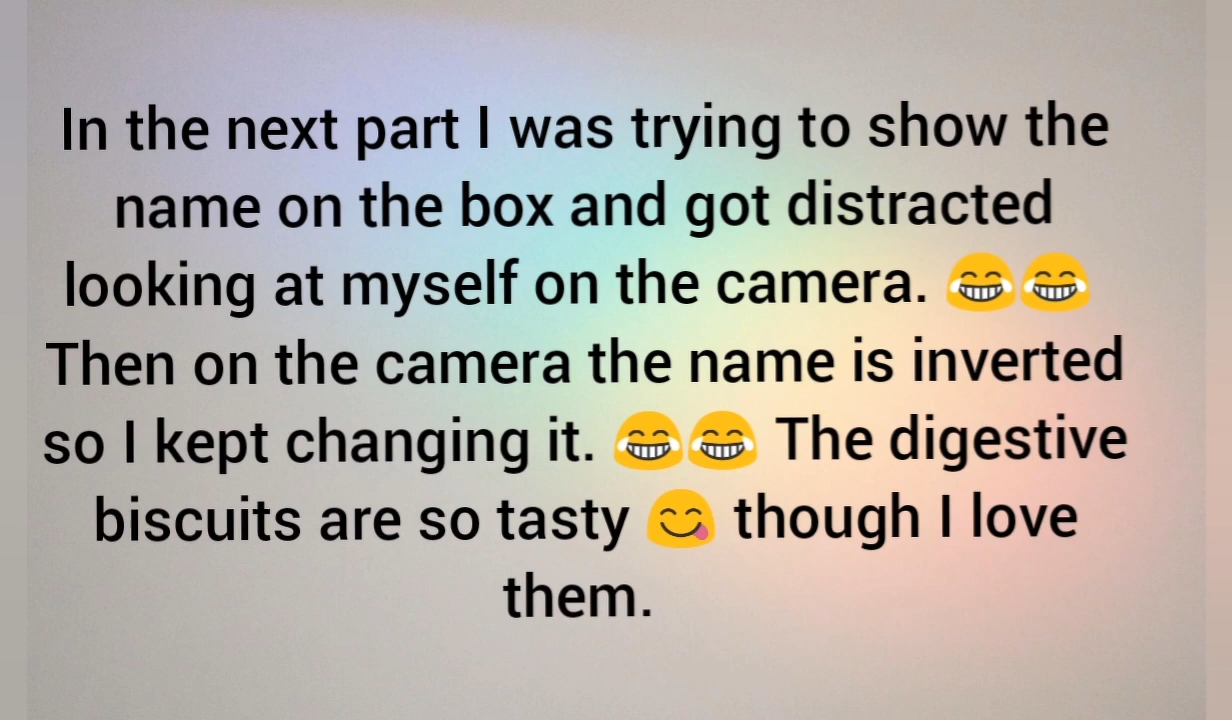 In the next part I was trying to show the
name on the box and got distracted
looking at myself on the camera. 😂😂
Then on the camera the name is inverted
so I kept changing it. 😂😂 The digestive
biscuits are so tasty 😋 though I love
them.